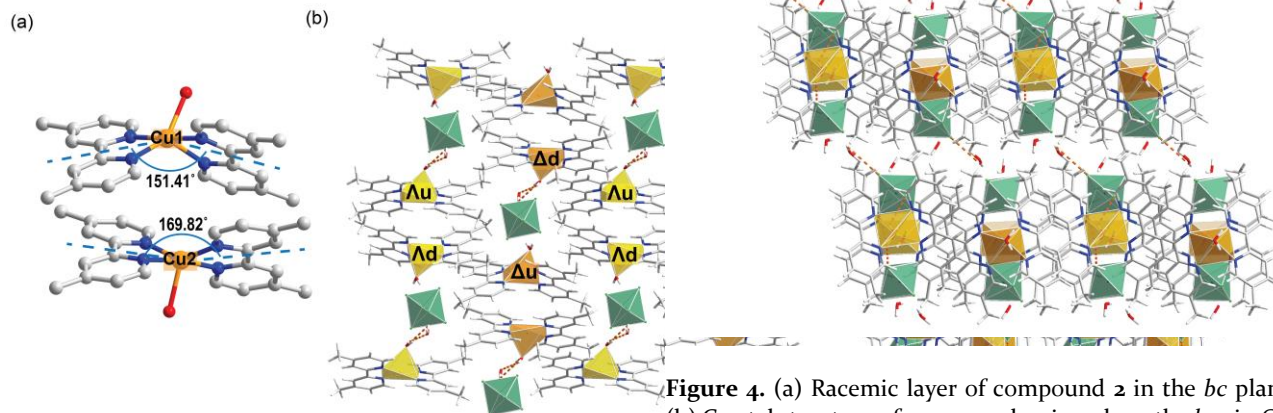 (a)
(b)
Cu1
151.41°
169.82°
Cu2
Δd
Λu
Λu
Λd
Δu
Λd
Figure 4. (a) Racemic layer of compound 2 in the bc plan